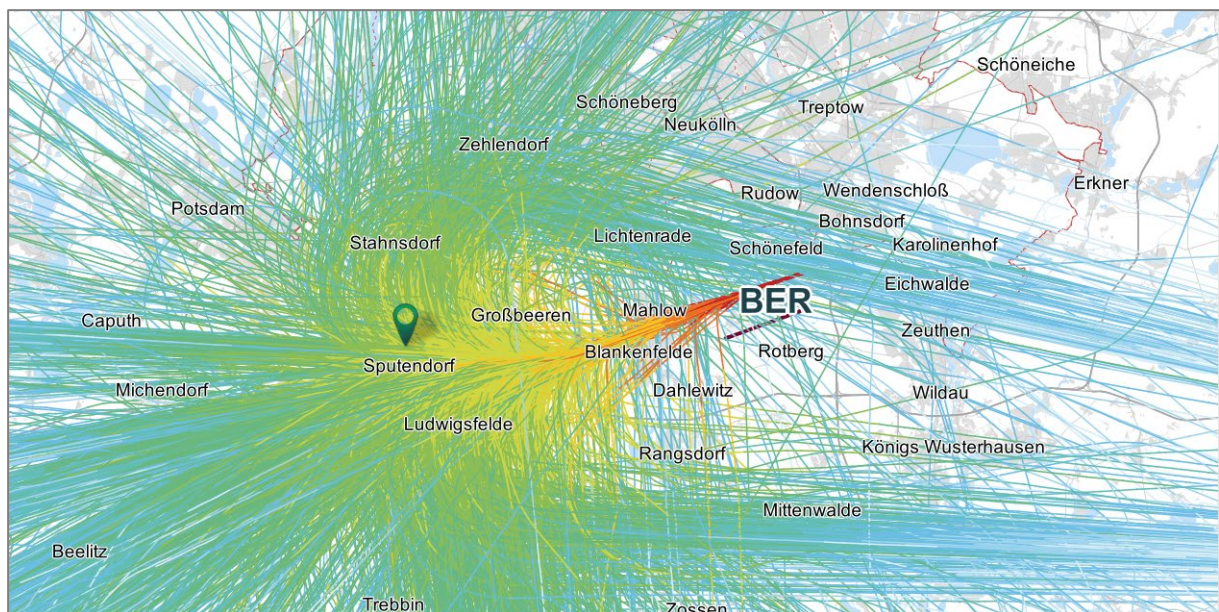 Schöneiche
Schöneberg
Treptow
Neukölln
Zehlendorf
Erkner
Rudow
Wendenschloß
Potsdam
Bohnsdorf
Stahnsdorf
Lichtenrade
Schönefeld
Karolinenhof
Eichwalde
BER
Caputh
Großbeeren
Mahlow
Zeuthen
Blankenfelde
Rotberg
Sputendorf
Michendorf
Dahlewitz
Wildau
Ludwigsfelde
Rangsdorf
Königs Wusterhausen
Mittenwalde
Beelitz
Trebbin
Zossen